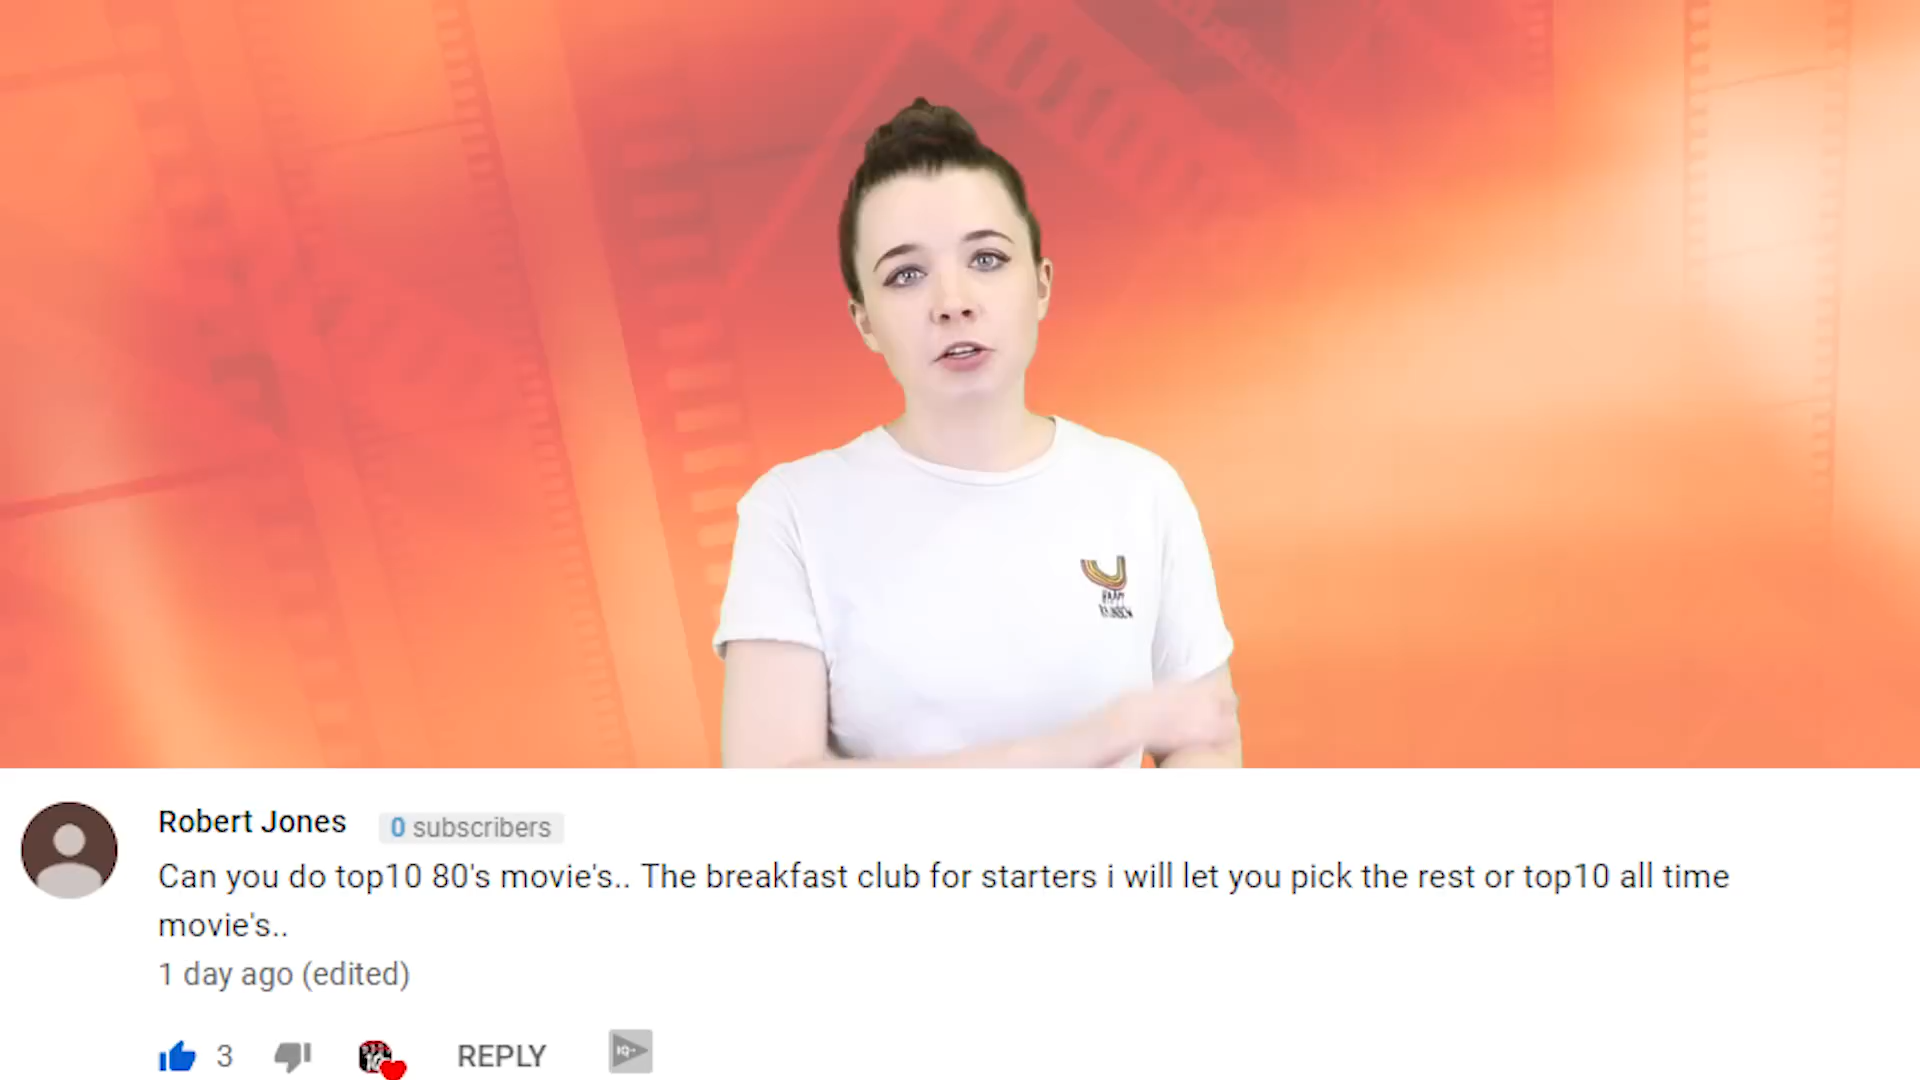 Robert Jones 0 subscribers
Can you do top10 80's movie's.. The breakfast club for starters i will let you pick the rest or top10 all time
movie's..
1 day ago (edited)
3 REPLY